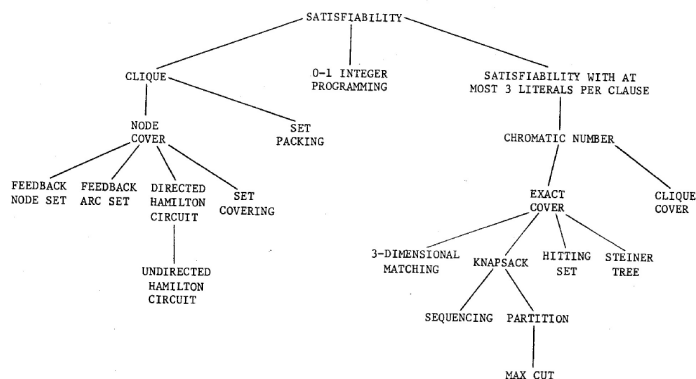 SATISFIABILITY
CLIQUE
0-1 INTEGER
PROGRAMMING
SATISFIABILITY WITH AT
MOST 3 LITERALS PER CLAUSE
NODE
COVER
SET
PACKING
CHROMATIC NUMBER
FEEDBACK
NODE SET
FEEDBACK
ARC SET
DIRECTED
HAMILTON
CIRCUIT
SET
COVERING
EXACT
COVER
CLIQUE
COVER
UNDIRECTED
HAMILTON
CIRCUIT
3-DIMENSIONAL
MATCHING
KNAPSACK
HITTING
SET
STEINER
TREE
SEQUENCING
PARTITION
MAX CUT